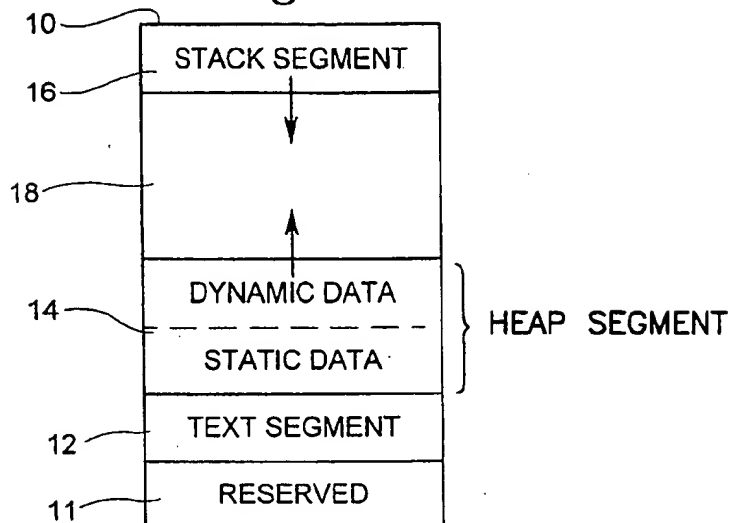 10
STACK SEGMENT
16
18
DYNAMIC DATA
14
HEAP SEGMENT
STATIC DATA
TEXT SEGMENT
12
RESERVED
11